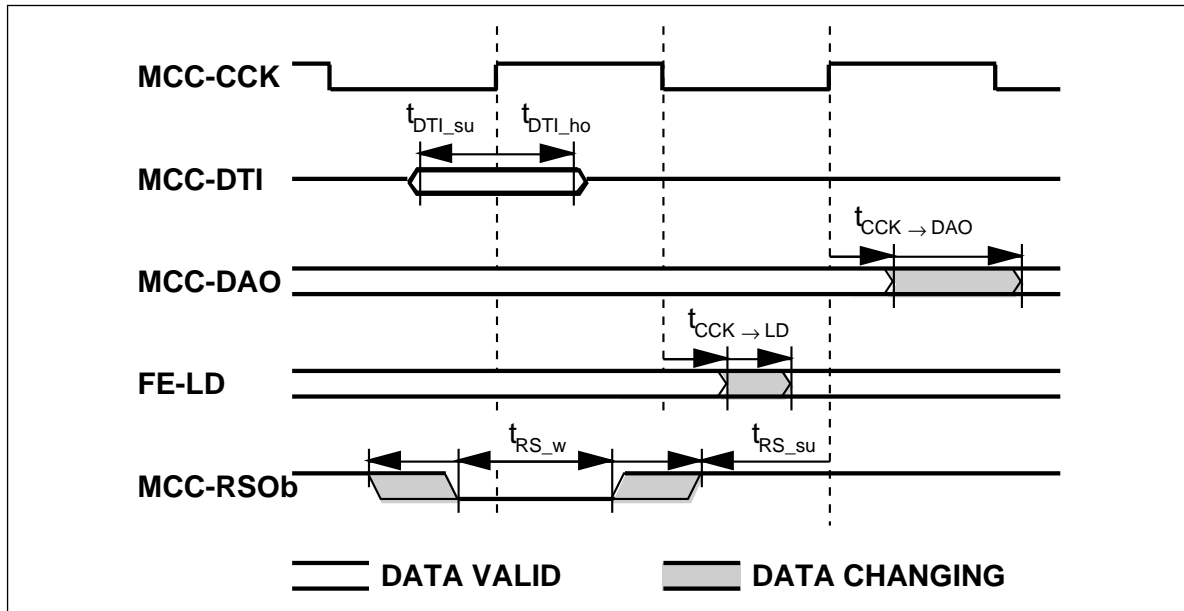 MCC-CCK
tDTI_su
tDTI_ho
MCC-DTI
tCCK → DAO
MCC-DAO
tCCK → LD
FE-LD
tRS_w
tRS_su
MCC-RSOb
DATA VALID
DATA CHANGING